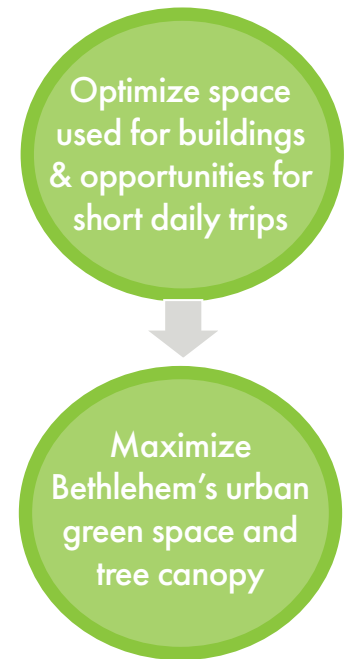 Optimize space
used for buildings
& opportunities for
short daily trips
Maximize
Bethlehem’s urban
green space and
tree canopy